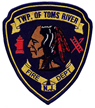 TWP. OF TOMS RIVER
FIRE DEPT
N.J.